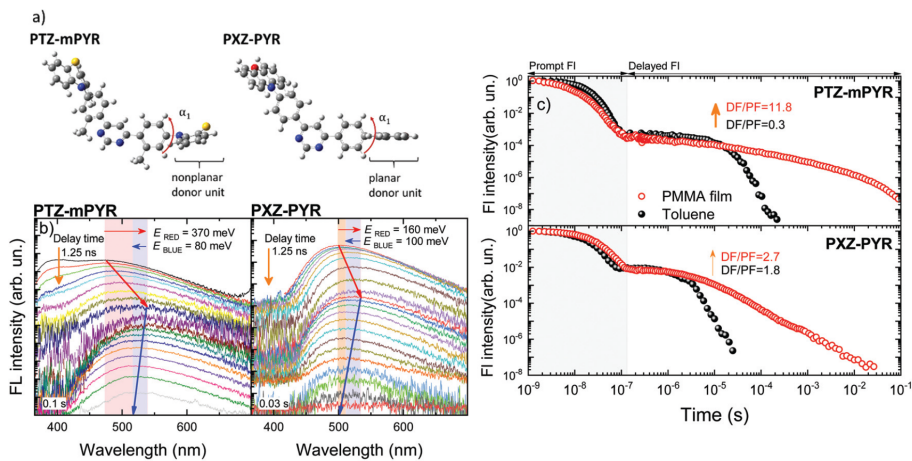 a)
PTZ-mPYR
PXZ-PYR
α₁
α₁
nonplanar
donor unit
planar
donor unit
PTZ-mPYR
PXZ-PYR
b)
E RED = 370 meV
E BLUE = 80 meV
Delay time
1.25 ns
0.1 s
E RED = 160 meV
E BLUE = 100 meV
Delay time
1.25 ns
0.03 s
FL intensity (arb. un.)
400 500 600
400 500 600
Wavelength (nm)
Wavelength (nm)
Prompt Fl
Delayed Fl
c)
PTZ-mPYR
DF/PF=11.8
DF/PF=0.3
PMMA film
Toluene
Fl intensity(arb. un.)
10⁰
10⁻²
10⁻⁴
10⁻⁶
10⁻⁸
PXZ-PYR
DF/PF=2.7
DF/PF=1.8
Fl intensity(arb. un.)
10⁰
10⁻²
10⁻⁴
10⁻⁶
10⁻⁸
10⁻⁹ 10⁻⁸ 10⁻⁷ 10⁻⁶ 10⁻⁵ 10⁻⁴ 10⁻³ 10⁻² 10⁻¹
Time (s)